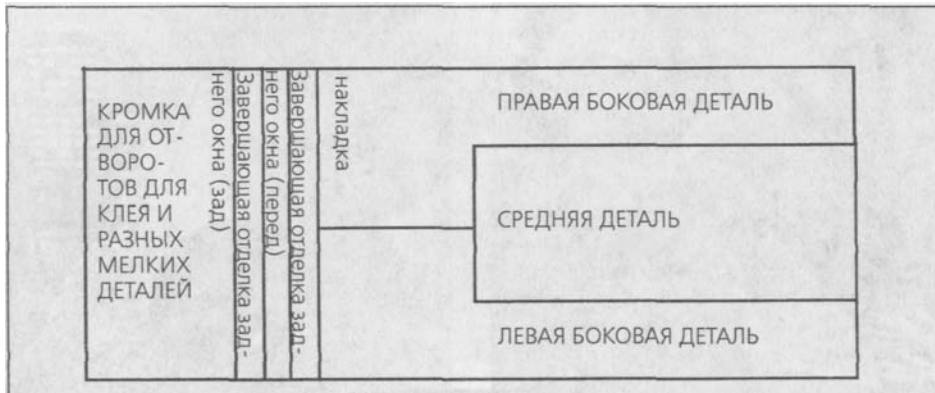 КРОМКА
ДЛЯ ОТ-
ВОРО-
ТОВ ДЛЯ
КЛЕЯ И
РАЗНЫХ
МЕЛКИХ
ДЕТАЛЕЙ
Завершающая отделка зад-
него окна (зад)
Завершающая отделка зад-
него окна (перед)
накладка
ПРАВАЯ БОКОВАЯ ДЕТАЛЬ
СРЕДНЯЯ ДЕТАЛЬ
ЛЕВАЯ БОКОВАЯ ДЕТАЛЬ